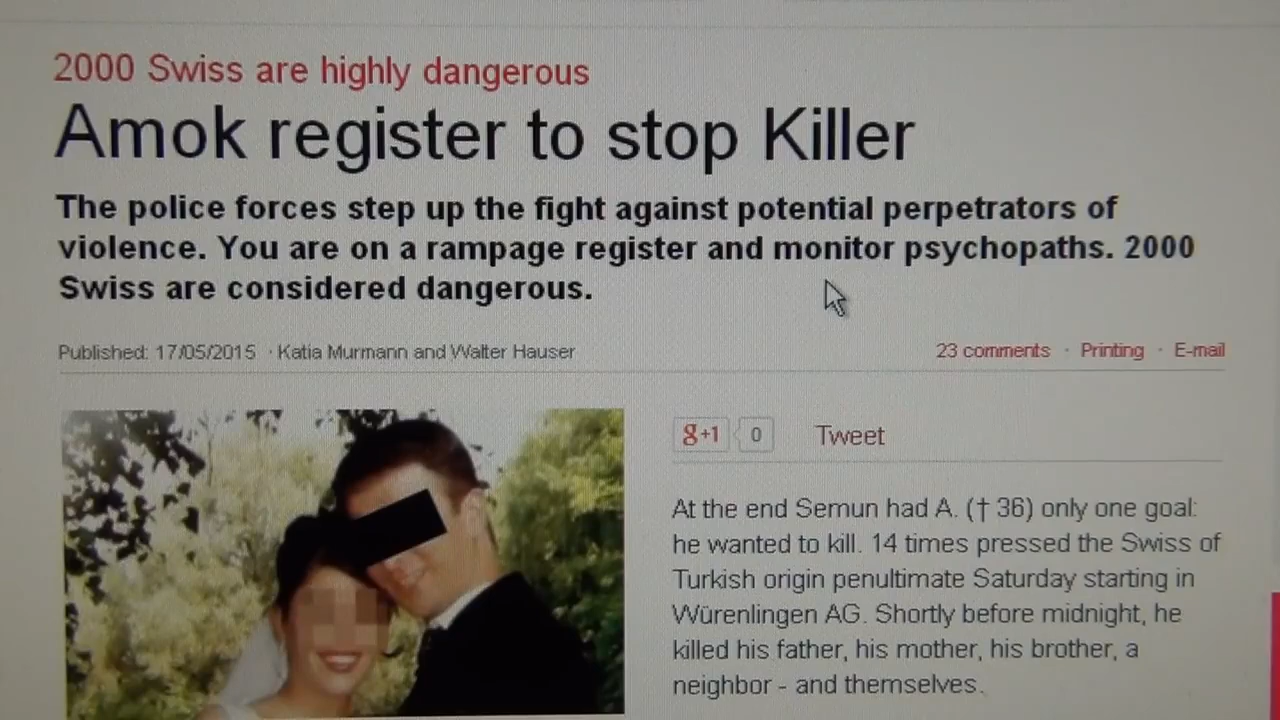 2000 Swiss are highly dangerous
Amok register to stop Killer
The police forces step up the fight against potential perpetrators of
violence. You are on a rampage register and monitor psychopaths. 2000
Swiss are considered dangerous.
Published: 17/05/2015 · Katia Murmann and Walter Hauser
23 comments · Printing · E-mail
g+1 0 Tweet
At the end Semun had A. († 36) only one goal:
he wanted to kill. 14 times pressed the Swiss of
Turkish origin penultimate Saturday starting in
Würenlingen AG. Shortly before midnight, he
killed his father, his mother, his brother, a
neighbor - and themselves.